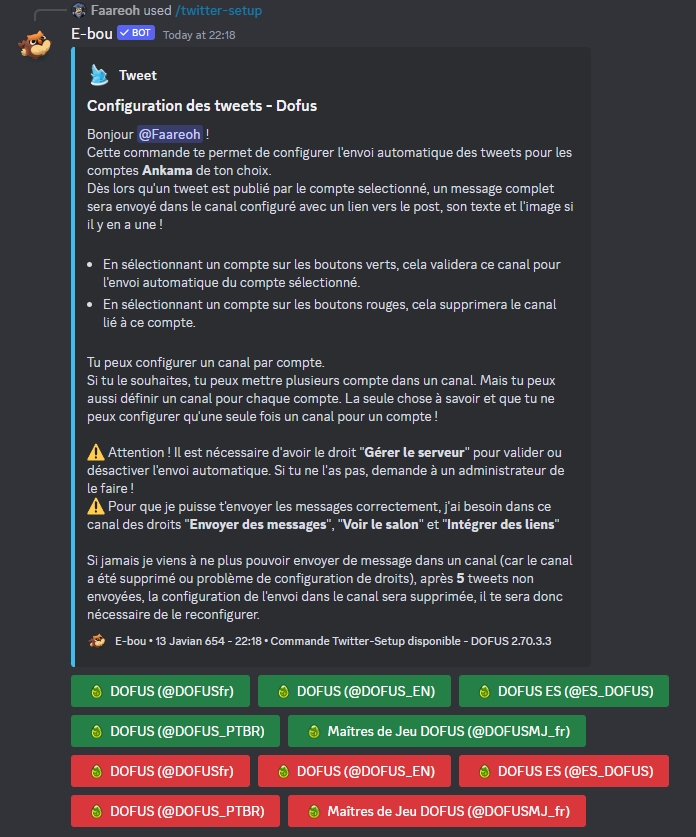 Faareoh used /twitter-setup
E-bou BOT Today at 22:18
Tweet
Configuration des tweets - Dofus
Bonjour @Faareoh !
Cette commande te permet de configurer l'envoi automatique des tweets pour les
comptes Ankama de ton choix.
Dès lors qu'un tweet est publié par le compte selectionné, un message complet
sera envoyé dans le canal configuré avec un lien vers le post, son texte et l'image si
il y en a une !
• En sélectionnant un compte sur les boutons verts, cela validera ce canal pour
l'envoi automatique du compte sélectionné.
• En sélectionnant un compte sur les boutons rouges, cela supprimera le canal
lié à ce compte.
Tu peux configurer un canal par compte.
Si tu le souhaites, tu peux mettre plusieurs compte dans un canal. Mais tu peux
aussi définir un canal pour chaque compte. La seule chose à savoir et que tu ne
peux configurer qu'une seule fois un canal pour un compte !
⚠️ Attention ! Il est nécessaire d'avoir le droit "Gérer le serveur" pour valider ou
désactiver l'envoi automatique. Si tu ne l'as pas, demande à un administrateur de
le faire !
⚠️ Pour que je puisse t'envoyer les messages correctement, j'ai besoin dans ce
canal des droits "Envoyer des messages", "Voir le salon" et "Intégrer des liens"
Si jamais je viens à ne plus pouvoir envoyer de message dans un canal (car le canal
a été supprimé ou problème de configuration de droits), après 5 tweets non
envoyées, la configuration de l'envoi dans le canal sera supprimée, il te sera donc
nécessaire de le reconfigurer.
E-bou • 13 Javian 654 - 22:18 • Commande Twitter-Setup disponible - DOFUS 2.70.3.3
DOFUS (@DOFUSfr) DOFUS (@DOFUS_EN) DOFUS ES (@ES_DOFUS)
DOFUS (@DOFUS_PTBR) Maîtres de Jeu DOFUS (@DOFUSMJ_fr)
DOFUS (@DOFUSfr) DOFUS (@DOFUS_EN) DOFUS ES (@ES_DOFUS)
DOFUS (@DOFUS_PTBR) Maîtres de Jeu DOFUS (@DOFUSMJ_fr)